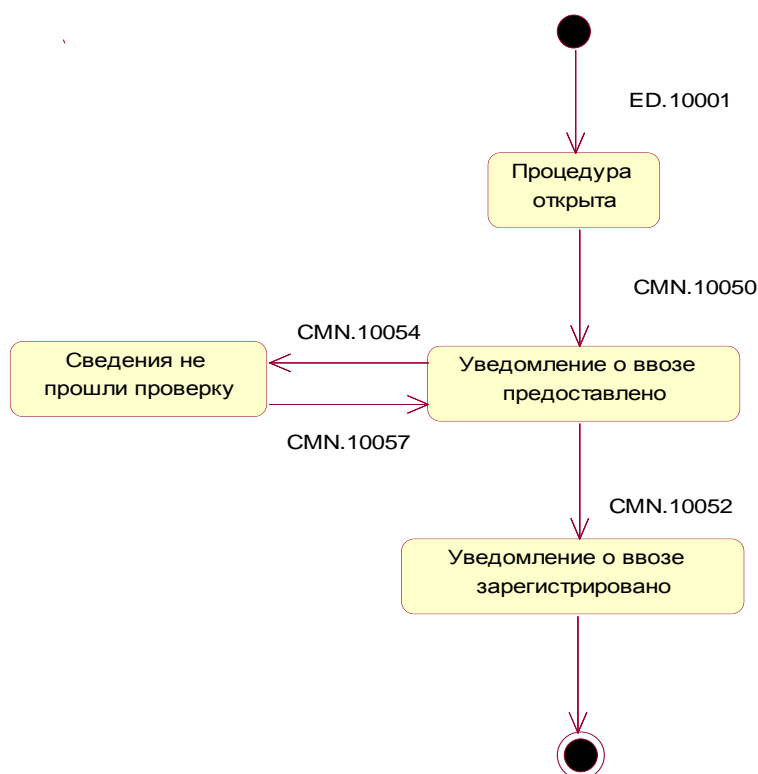 ED.10001
Процедура
открыта
CMN.10050
CMN.10054
Сведения не
прошли проверку
Уведомление о ввозе
предоставлено
CMN.10057
CMN.10052
Уведомление о ввозе
зарегистрировано